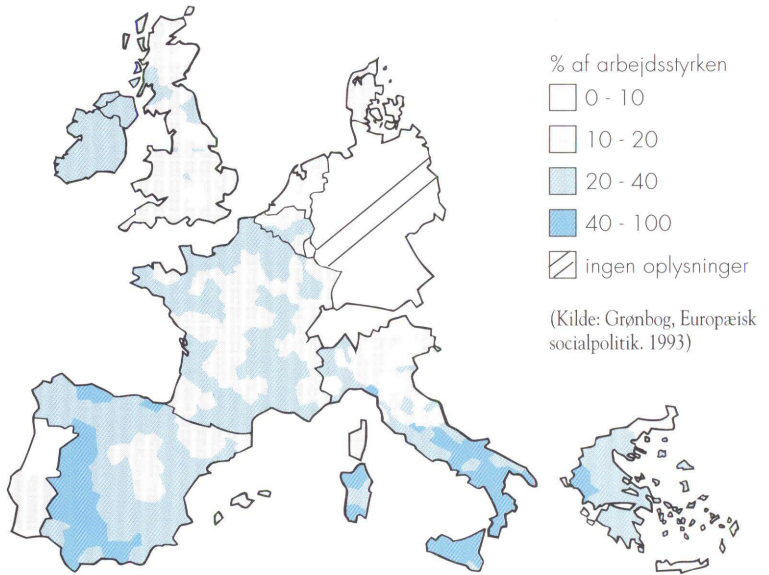 % af arbejdsstyrken
0 - 10
10 - 20
20 - 40
40 - 100
ingen oplysninger
(Kilde: Grønbog, Europæisk
socialpolitik. 1993)